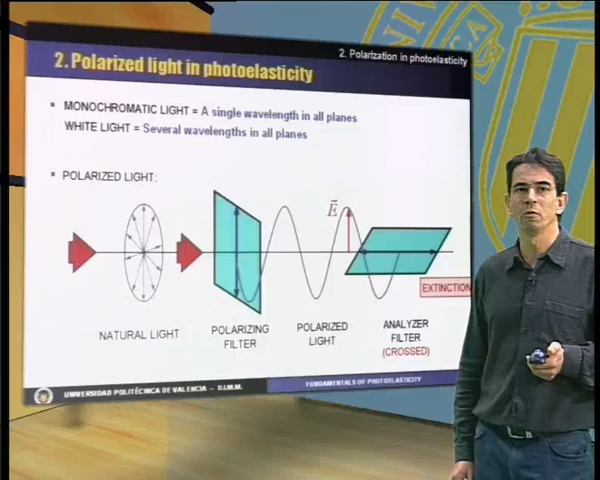 2. Polarization in photoelasticity
2. Polarized light in photoelasticity
▪ MONOCHROMATIC LIGHT = A single wavelength in all planes
WHITE LIGHT = Several wavelengths in all planes
▪ POLARIZED LIGHT:
E
EXTINCTION
NATURAL LIGHT
POLARIZING
FILTER
POLARIZED
LIGHT
ANALYZER
FILTER
(CROSSED)
UNIVERSIDAD POLITÉCNICA DE VALENCIA - D.I.M.M.
FUNDAMENTALS OF PHOTOELASTICITY